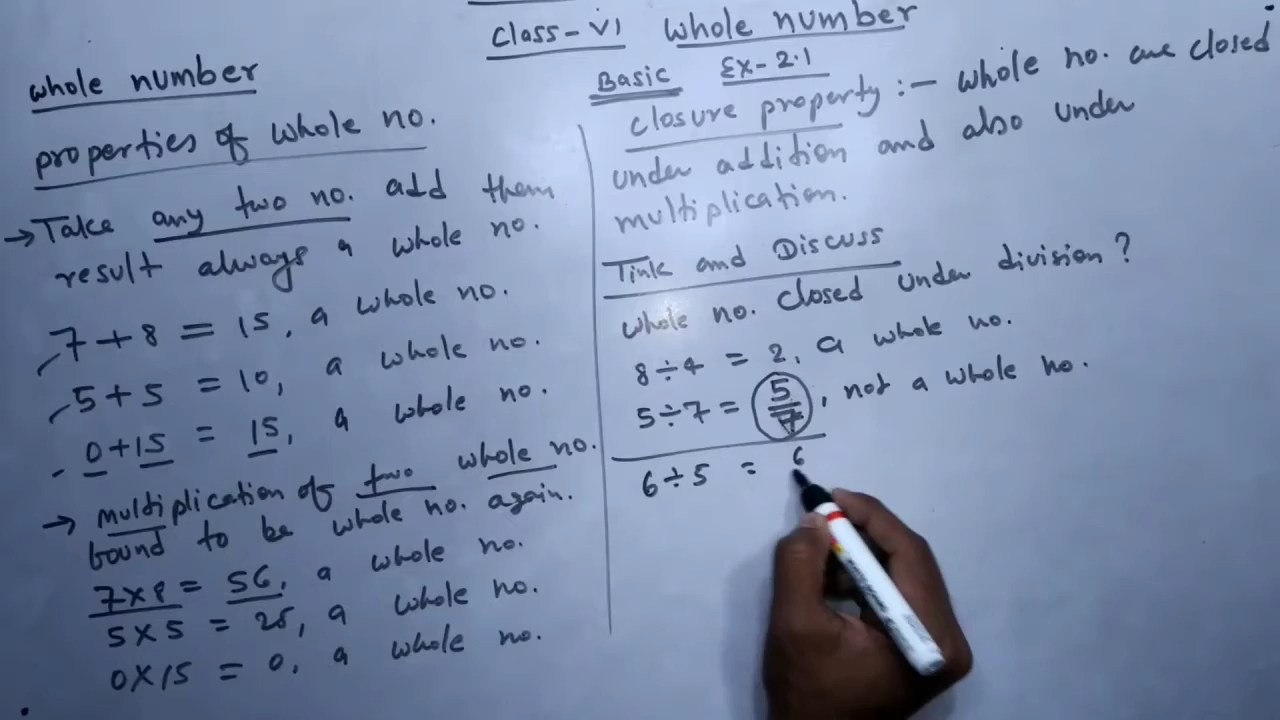 Class - VI whole number
Ex - 2.1
Basic
whole number
properties of whole no.
→ Take any two no. add them
result always a whole no.
7 + 8 = 15, a whole no.
5 + 5 = 10, a whole no.
0 + 15 = 15, a whole no.
→ multiplication of two whole no.
bound to be whole no. again.
7 × 8 = 56, a whole no.
5 × 5 = 25, a whole no.
0 × 15 = 0, a whole no.
closure property :- whole no. are closed
under addition and also under
multiplication.
Tink and Discuss
whole no. closed under division ?
8 ÷ 4 = 2, a whole no.
5 ÷ 7 = 5/7, not a whole no.
6 ÷ 5 = 6